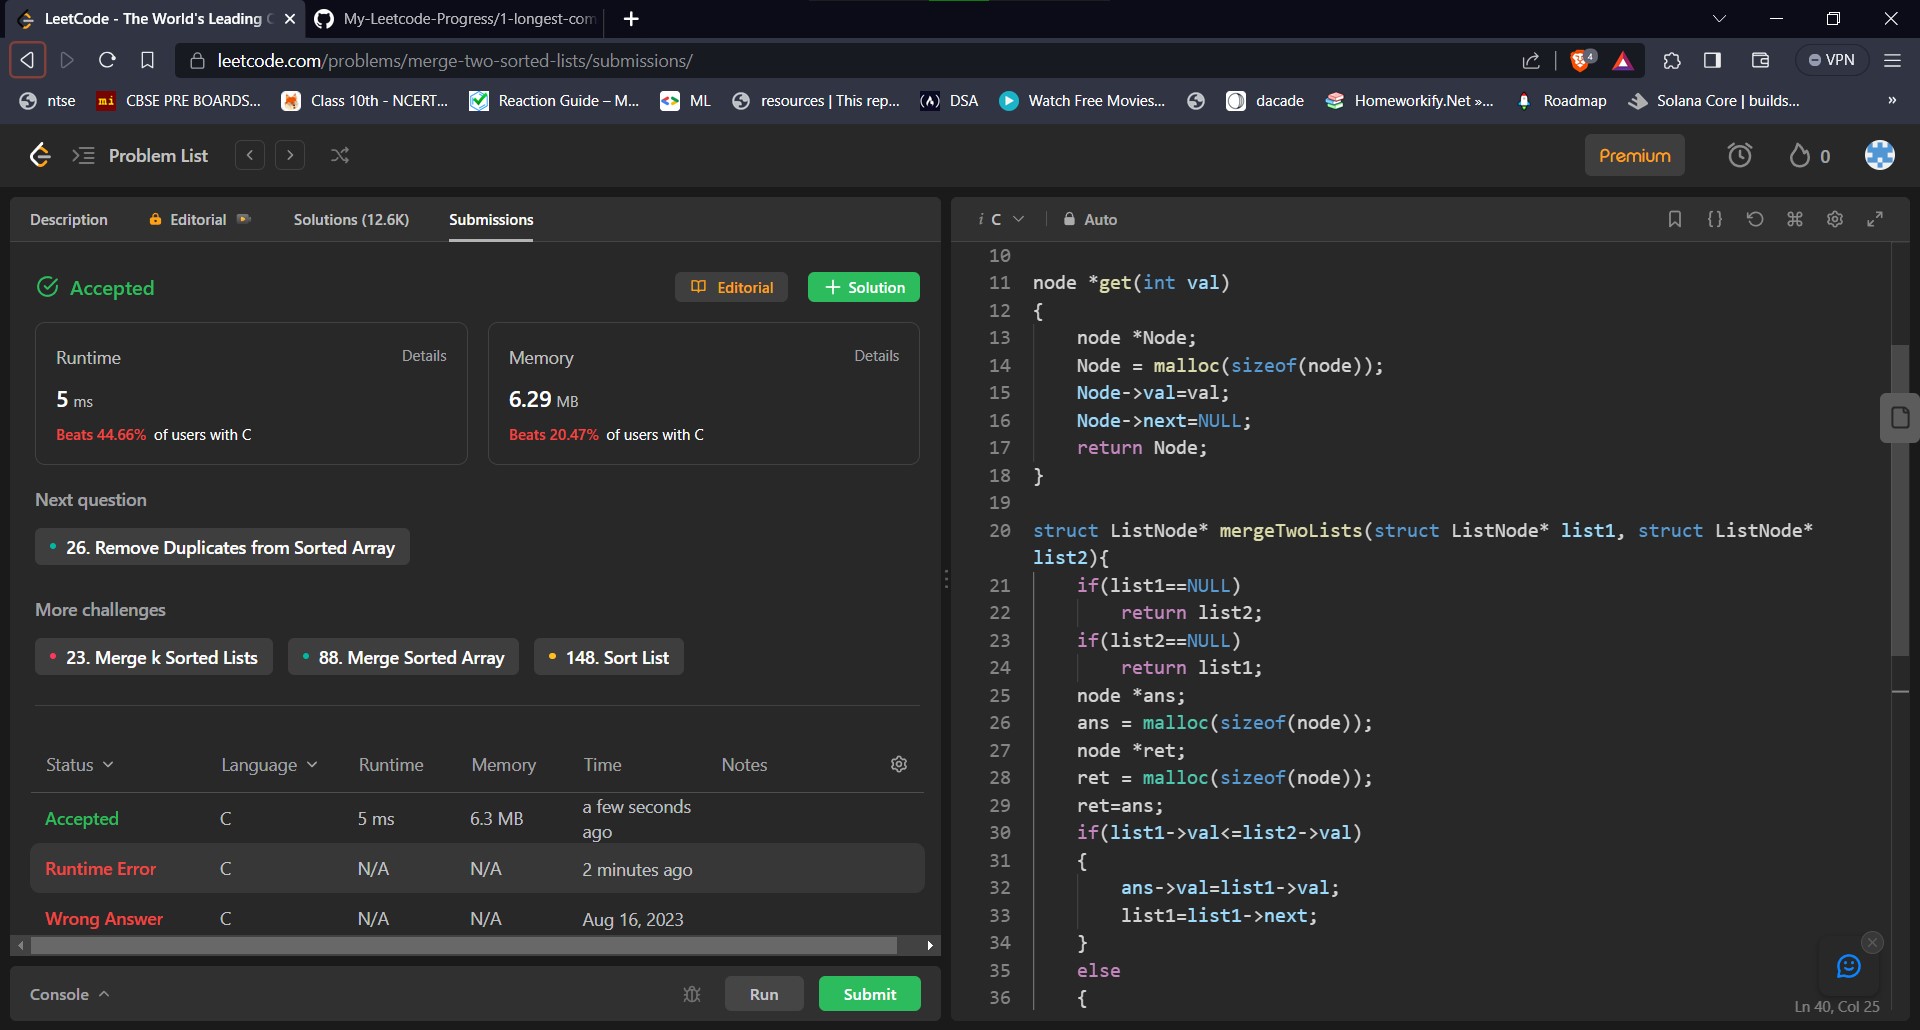 LeetCode - The World's Leading
My-Leetcode-Progress/1-longest-com
leetcode.com/problems/merge-two-sorted-lists/submissions/
4
VPN
ntse
mi
CBSE PRE BOARDS...
Class 10th - NCERT...
Reaction Guide – M...
ML
resources | This rep...
DSA
Watch Free Movies...
dacade
Homeworkify.Net »...
Roadmap
Solana Core | builds...
»
Problem List
Premium
0
Description
Editorial
Solutions (12.6K)
Submissions
Accepted
Editorial
+ Solution
Runtime
Details
5 ms
Beats 44.66% of users with C
Memory
Details
6.29 MB
Beats 20.47% of users with C
Next question
26. Remove Duplicates from Sorted Array
More challenges
23. Merge k Sorted Lists
88. Merge Sorted Array
148. Sort List
Status Language Runtime Memory Time Notes
Accepted C 5 ms 6.3 MB a few seconds
ago
Runtime Error C N/A N/A 2 minutes ago
Wrong Answer C N/A N/A Aug 16, 2023
Console
Run
Submit
i C
Auto
10
11 node *get(int val)
12 {
13 node *Node;
14 Node = malloc(sizeof(node));
15 Node->val=val;
16 Node->next=NULL;
17 return Node;
18 }
19
20 struct ListNode* mergeTwoLists(struct ListNode* list1, struct ListNode*
list2){
21 if(list1==NULL)
22 return list2;
23 if(list2==NULL)
24 return list1;
25 node *ans;
26 ans = malloc(sizeof(node));
27 node *ret;
28 ret = malloc(sizeof(node));
29 ret=ans;
30 if(list1->val<=list2->val)
31 {
32 ans->val=list1->val;
33 list1=list1->next;
34 }
35 else
36 {
Ln 40, Col 25